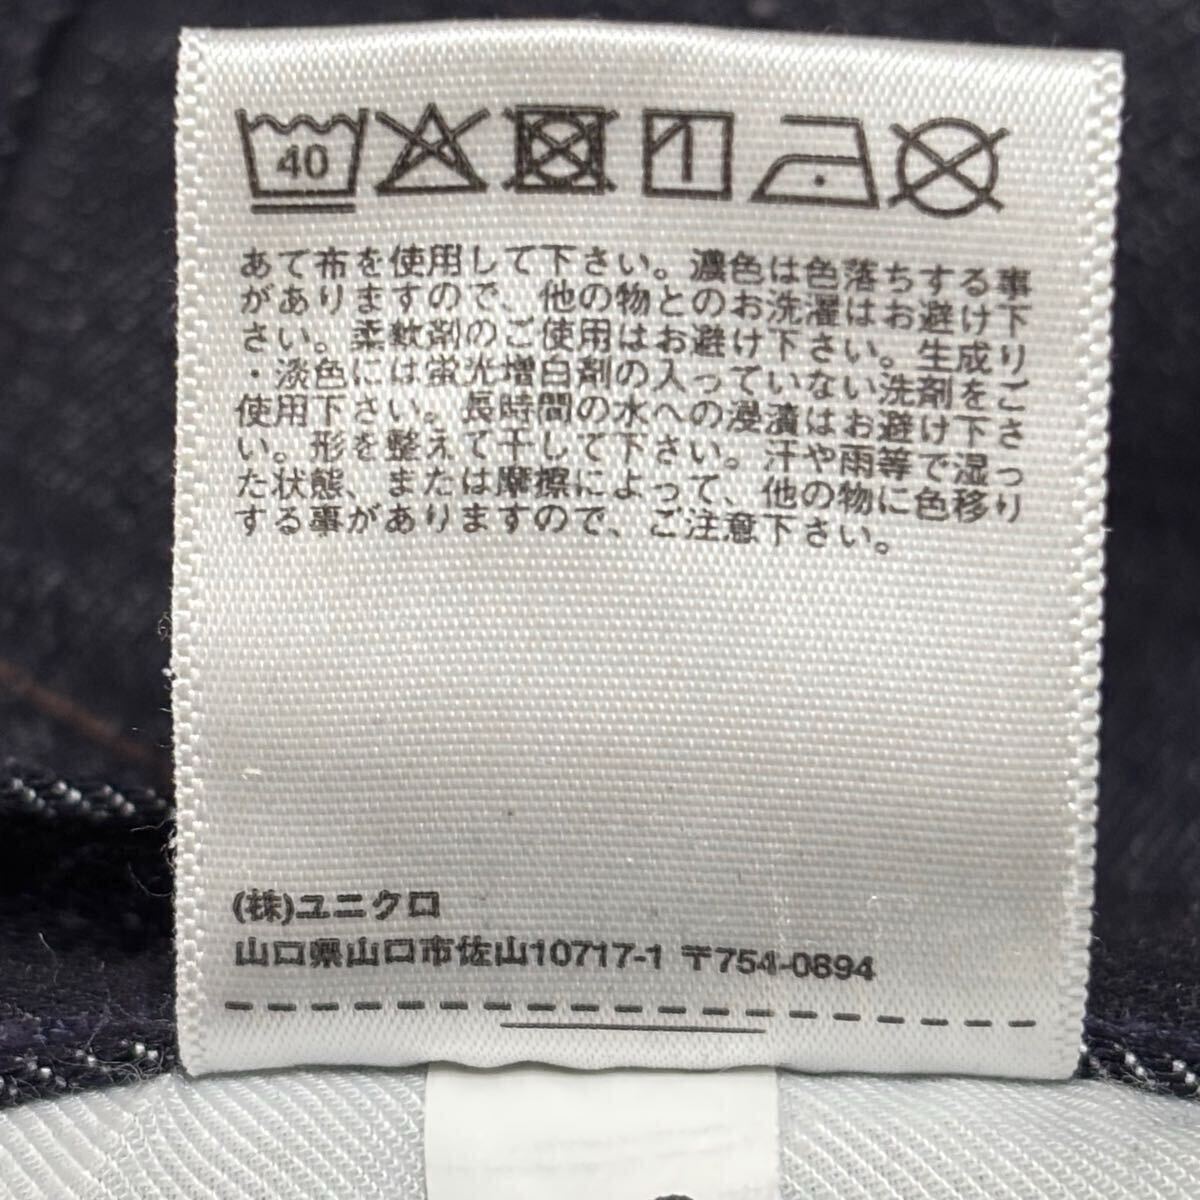 40
あて布を使用して下さい。濃色は色落ちする事
がありますので、他の物とのお洗濯はお避け下
さい。柔軟剤のご使用はお避け下さい。生成り
・淡色には蛍光増白剤の入っていない洗剤をご
使用下さい。長時間の水への浸漬はお避け下さ
い。形を整えて干して下さい。汗や雨等で湿っ
た状態、または摩擦によって、他の物に色移り
する事がありますので、ご注意下さい。
(株)ユニクロ
山口県山口市佐山10717-1 〒754-0894